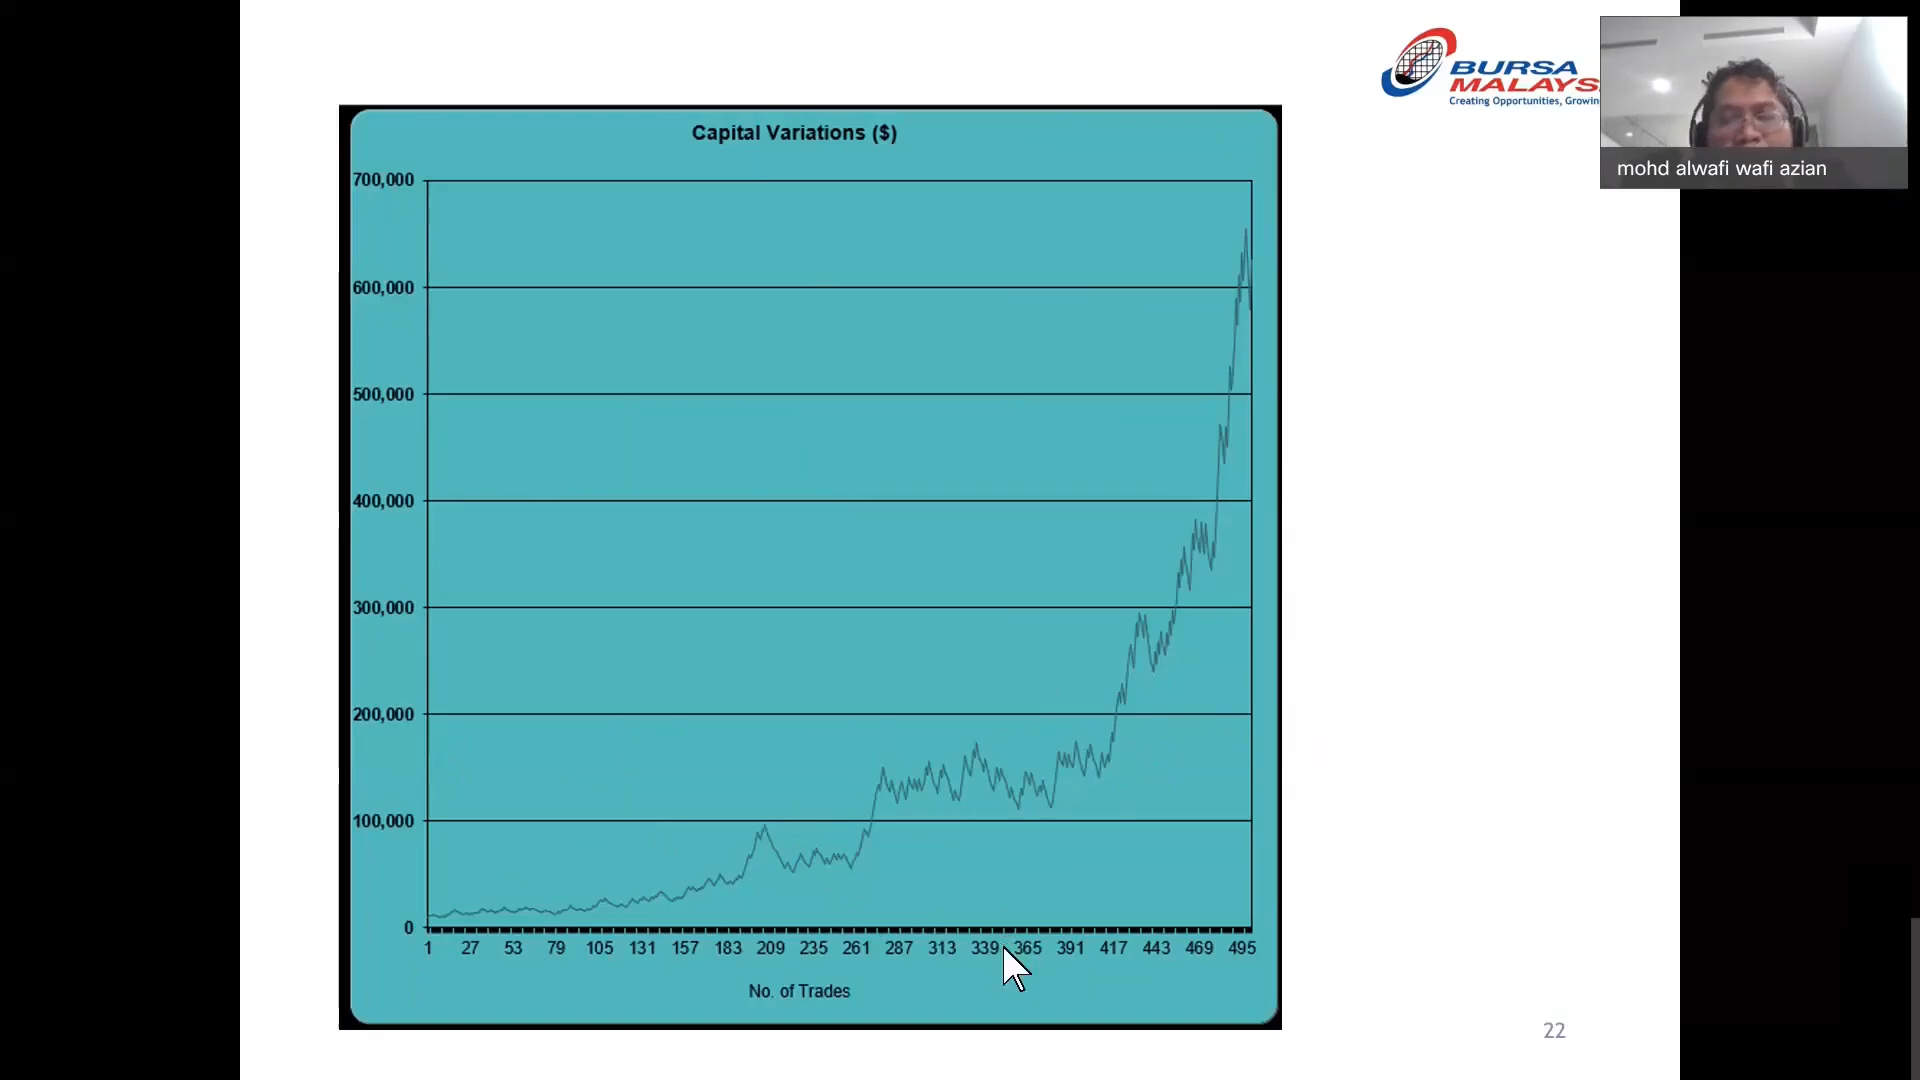 BURSA
MALAYS
Creating Opportunities, Growin
mohd alwafi wafi azian
Capital Variations ($)
700,000
600,000
500,000
400,000
300,000
200,000
100,000
0
1 27 53 79 105 131 157 183 209 235 261 287 313 339 365 391 417 443 469 495
No. of Trades
22